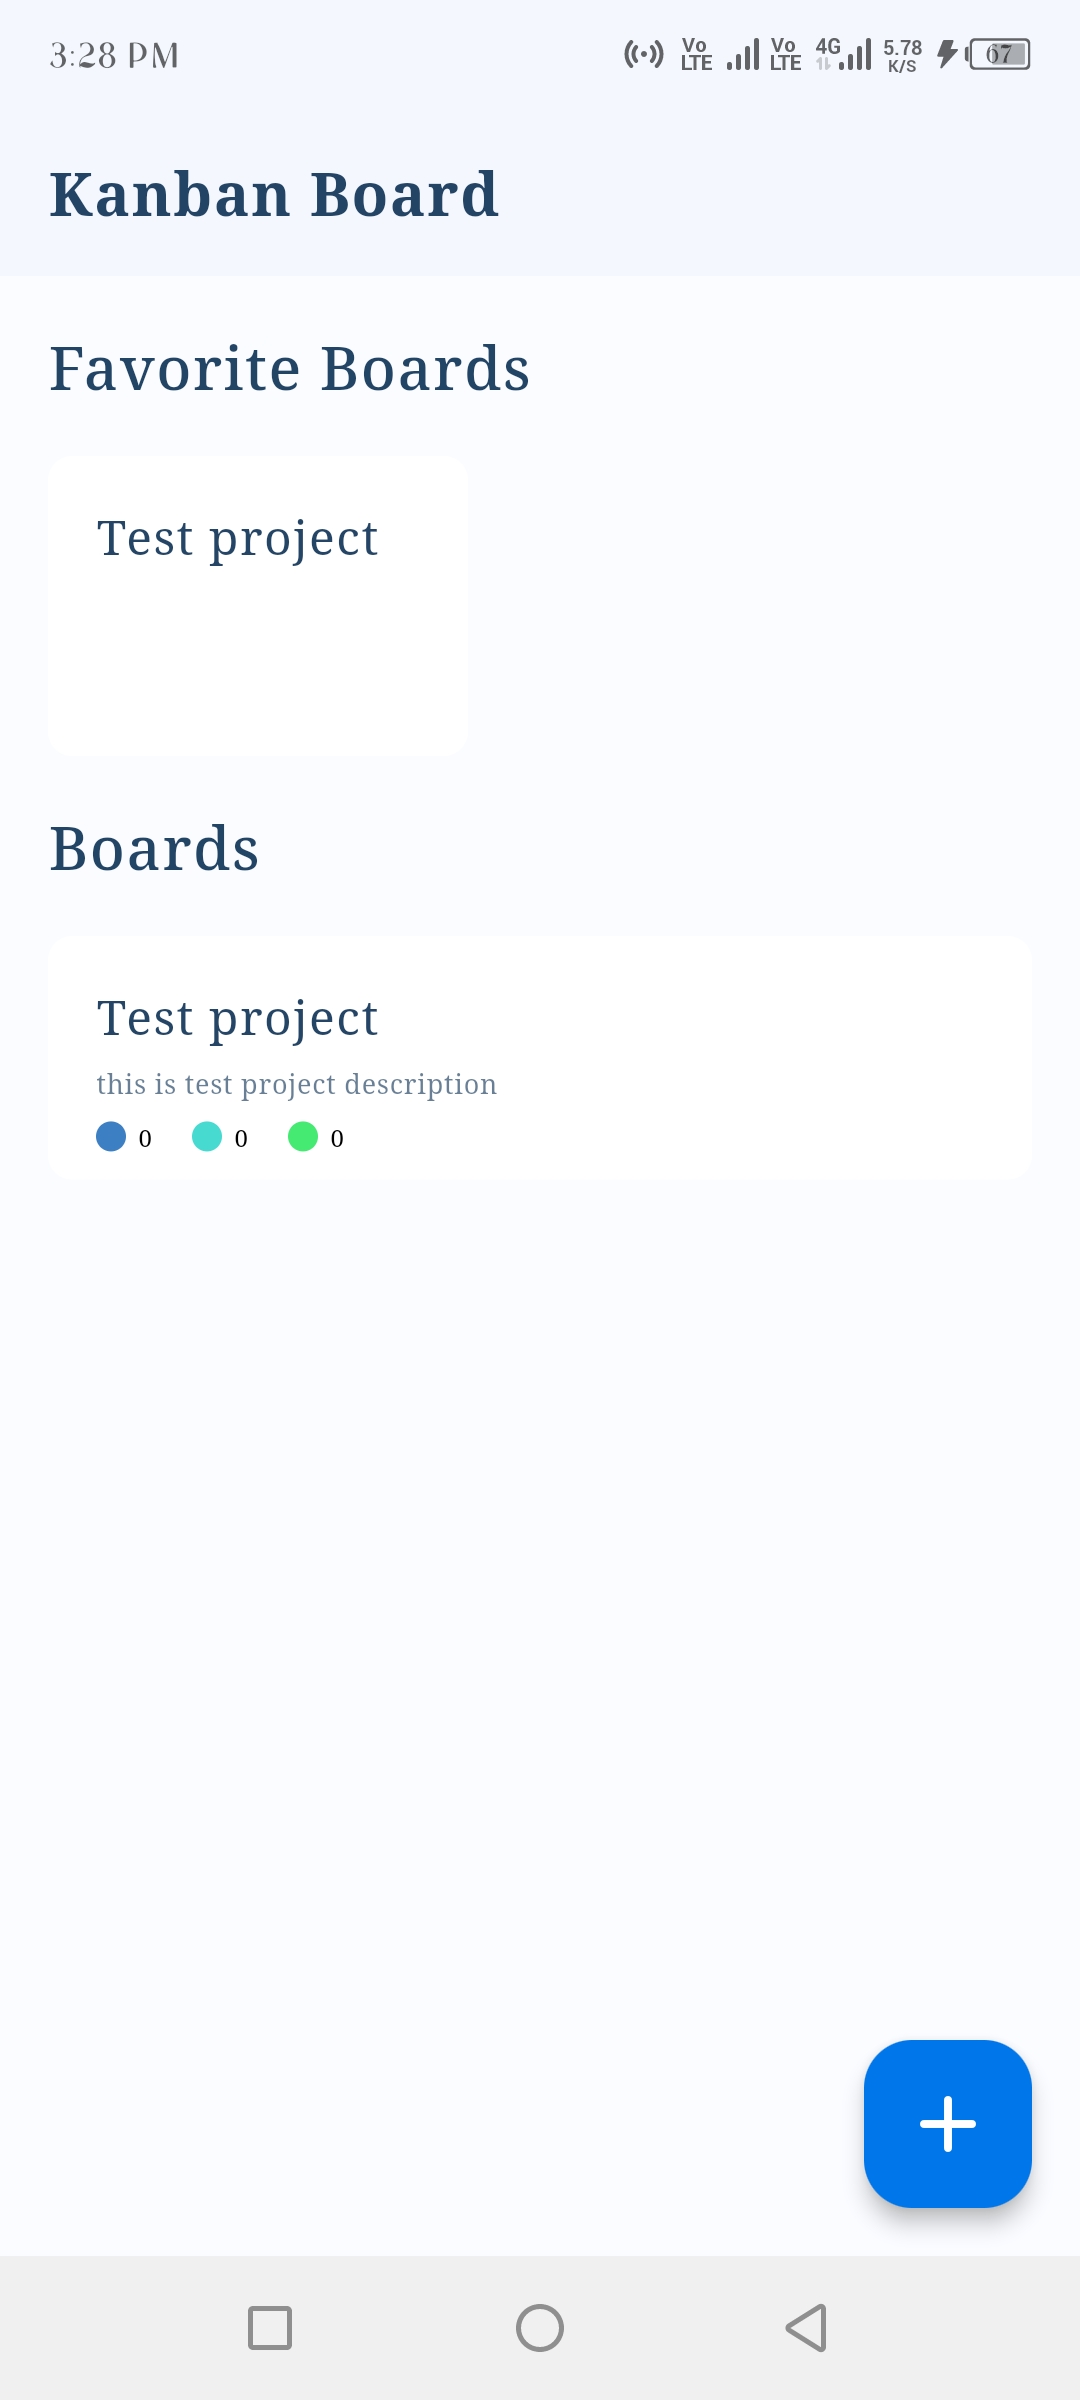 3:28 PM
Vo LTE Vo LTE 4G 5.78 K/S 67
Kanban Board
Favorite Boards
Test project
Boards
Test project
this is test project description
0 0 0